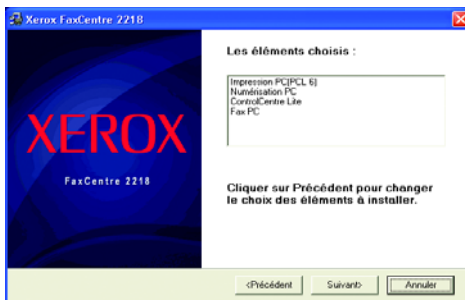 Xerox FaxCentre 2218
Les éléments choisis :
Impression PC(PCL 6)
Numérisation PC
ControlCentre Lite
Fax PC
XEROX
FaxCentre 2218
Cliquer sur Précédent pour changer
le choix des éléments à installer.
<Précédent
Suivant>
Annuler